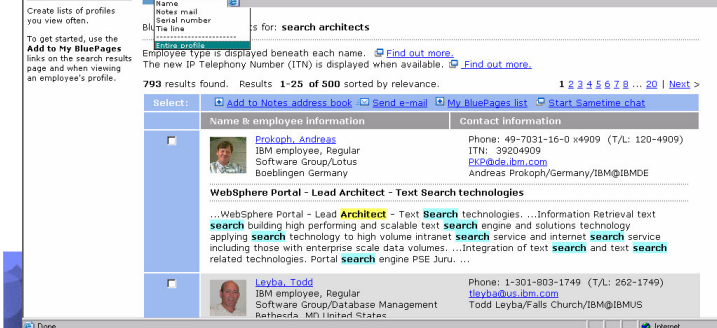 Create lists of profiles
you view often.
To get started, use the
Add to My BluePages
links on the search results
page and when viewing
an employee's profile.
Name
Notes mail
Serial number
Tie line
------------------------
Entire profile
ts for: search architects
Employee type is displayed beneath each name. Find out more.
The new IP Telephony Number (ITN) is displayed when available. Find out more.
793 results found. Results 1-25 of 500 sorted by relevance. 1 2 3 4 5 6 7 8 ... 20 | Next >
Select: Add to Notes address book Send e-mail My BluePages list Start Sametime chat
Name & employee information Contact information
Prokoph, Andreas Phone: 49-7031-16-0 x4909 (T/L: 120-4909)
IBM employee, Regular ITN: 39204909
Software Group/Lotus PKP@de.ibm.com
Boeblingen Germany Andreas Prokoph/Germany/IBM@IBMDE
WebSphere Portal - Lead Architect - Text Search technologies
...WebSphere Portal - Lead Architect - Text Search technologies. ...Information Retrieval text
search building high performing and scalable text search engine and solutions technology
applying search technology to high volume intranet search service and internet search service
including those with enterprise scale data volumes. ...Integration of text search and text search
related technologies. Portal search engine PSE Juru. ...
Leyba, Todd Phone: 1-301-803-1749 (T/L: 262-1749)
IBM employee, Regular tleyba@us.ibm.com
Software Group/Database Management Todd Leyba/Falls Church/IBM@IBMUS
Bethesda, MD United States
Done Internet